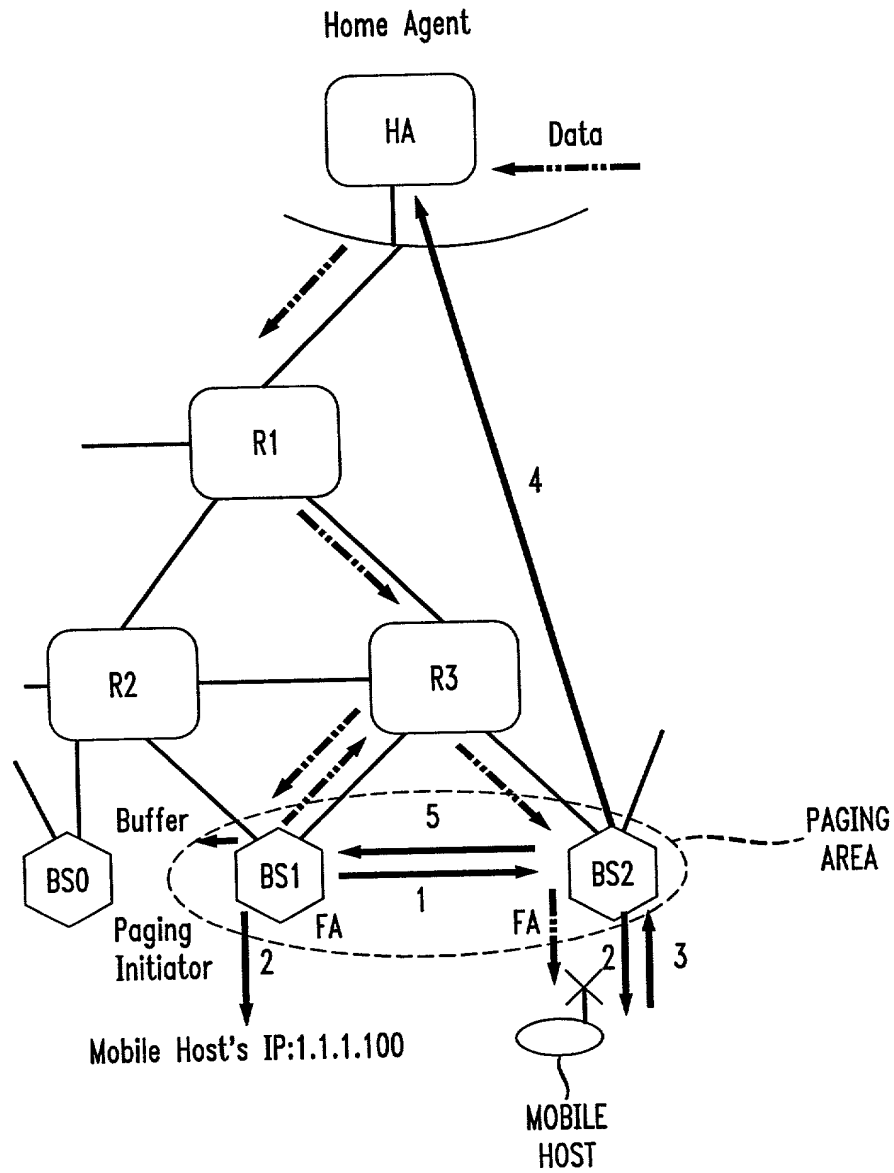 Home Agent
HA
Data
R1
4
R2
R3
Buffer
5
PAGING
AREA
BS0
BS1
BS2
1
Paging
Initiator
FA
FA
2
2
3
Mobile Host's IP:1.1.1.100
MOBILE
HOST